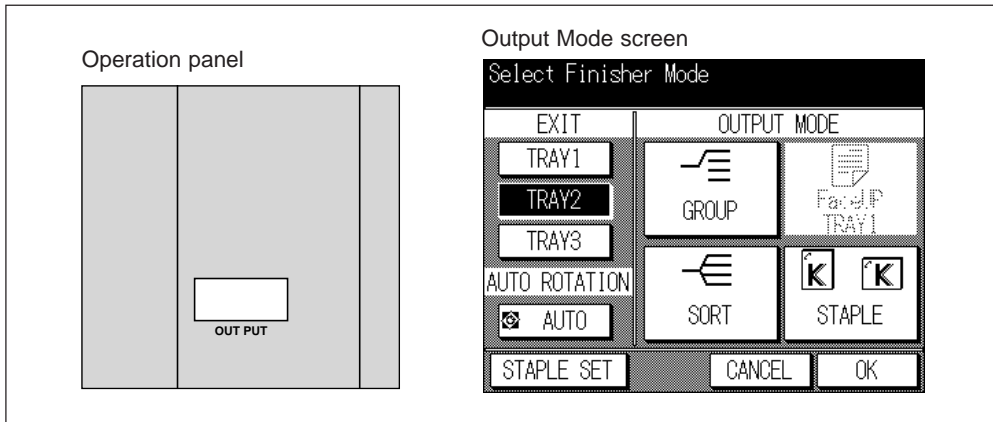 Operation panel
OUT PUT
Output Mode screen
Select Finisher Mode
EXIT
TRAY1
TRAY2
TRAY3
AUTO ROTATION
AUTO
STAPLE SET
OUTPUT MODE
GROUP
FaceUP
TRAY1
SORT
K K
STAPLE
CANCEL
OK